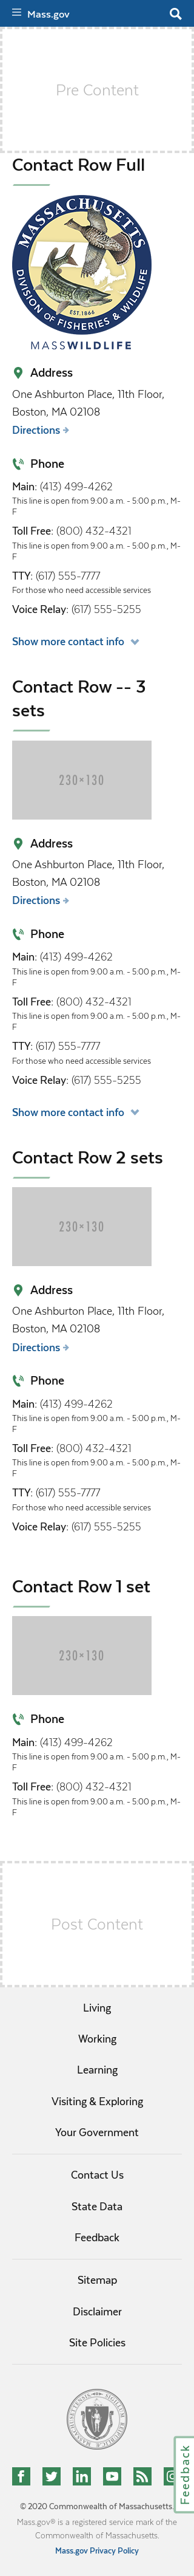 Mass.gov
Pre Content
Contact Row Full
MASSACHUSETTS
DIVISION OF FISHERIES & WILDLIFE
EST. 1866
MASSWILDLIFE
Address
One Ashburton Place, 11th Floor,
Boston, MA 02108
Directions
Phone
Main: (413) 499-4262
This line is open from 9:00 a.m. - 5:00 p.m., M-
F
Toll Free: (800) 432-4321
This line is open from 9:00 a.m. - 5:00 p.m., M-
F
TTY: (617) 555-7777
For those who need accessible services
Voice Relay: (617) 555-5255
Show more contact info
Contact Row -- 3
sets
230×130
Address
One Ashburton Place, 11th Floor,
Boston, MA 02108
Directions
Phone
Main: (413) 499-4262
This line is open from 9:00 a.m. - 5:00 p.m., M-
F
Toll Free: (800) 432-4321
This line is open from 9:00 a.m. - 5:00 p.m., M-
F
TTY: (617) 555-7777
For those who need accessible services
Voice Relay: (617) 555-5255
Show more contact info
Contact Row 2 sets
230×130
Address
One Ashburton Place, 11th Floor,
Boston, MA 02108
Directions
Phone
Main: (413) 499-4262
This line is open from 9:00 a.m. - 5:00 p.m., M-
F
Toll Free: (800) 432-4321
This line is open from 9:00 a.m. - 5:00 p.m., M-
F
TTY: (617) 555-7777
For those who need accessible services
Voice Relay: (617) 555-5255
Contact Row 1 set
230×130
Phone
Main: (413) 499-4262
This line is open from 9:00 a.m. - 5:00 p.m., M-
F
Toll Free: (800) 432-4321
This line is open from 9:00 a.m. - 5:00 p.m., M-
F
Post Content
Living
Working
Learning
Visiting & Exploring
Your Government
Contact Us
State Data
Feedback
Sitemap
Disclaimer
Site Policies
Feedback
© 2020 Commonwealth of Massachusetts.
Mass.gov® is a registered service mark of the
Commonwealth of Massachusetts.
Mass.gov Privacy Policy